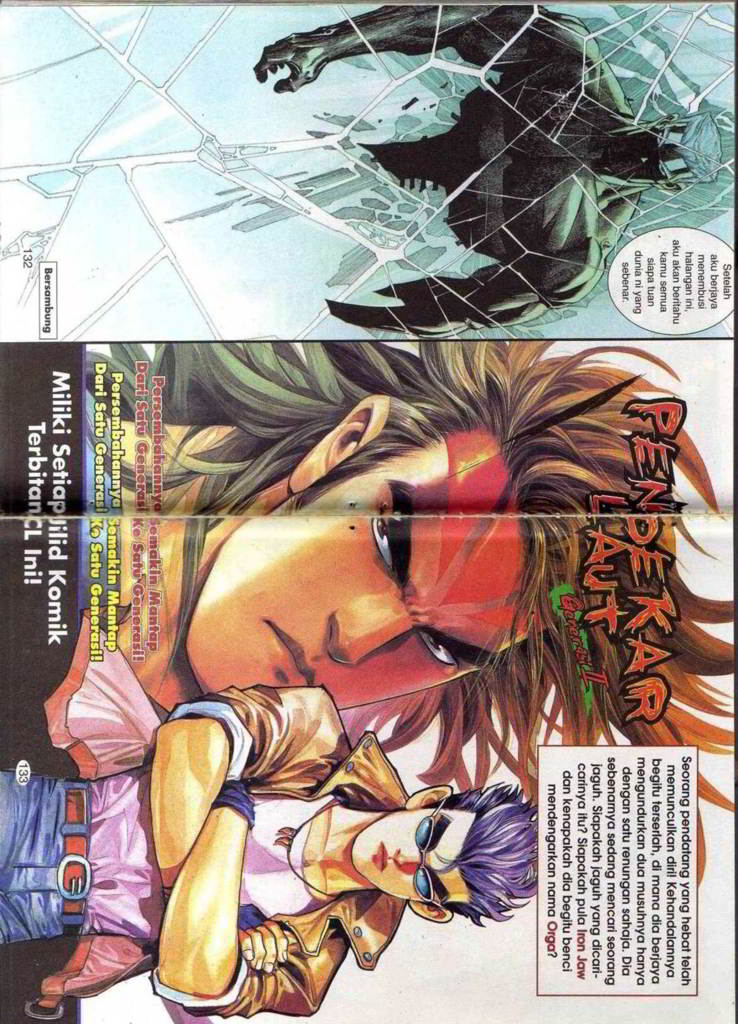 Setelah
aku berjaya
menembusi
halangan ini,
aku akan beritahu
kamu semua
siapa tuan
dunia ni yang
sebenar.
132
Bersambung
PENDEKAR
LAUT
Generasi II
Seorang pendatang yang hebat telah
memunculkan diri! Kehandalannya
begitu terserlah, di mana dia berjaya
mengundurkan dua musuhnya hanya
dengan satu renungan sahaja. Dia
sebenarnya sedang mencari seorang
jaguh. Siapakah jaguh yang dicari-
carinya itu? Siapakah pula Iron Jaw
dan kenapakah dia begitu benci
mendengarkan nama Orga?
Persembahannya Semakin Mantap
Dari Satu Generasi Ke Satu Generasi!
Persembahannya Semakin Mantap
Dari Satu Generasi Ke Satu Generasi!
Miliki Setiap Jilid Komik
Terbitan CL Ini!
133